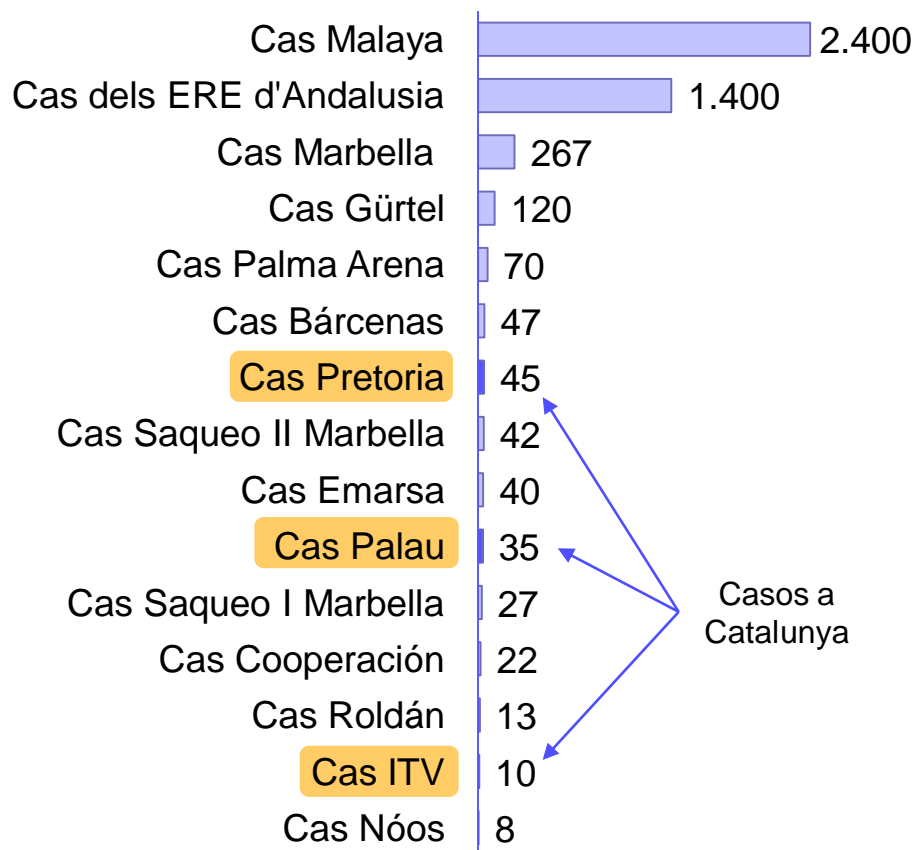 Cas Malaya 2.400
Cas dels ERE d'Andalusia 1.400
Cas Marbella 267
Cas Gürtel 120
Cas Palma Arena 70
Cas Bárcenas 47
Cas Pretoria 45
Cas Saqueo II Marbella 42
Cas Emarsa 40
Cas Palau 35
Cas Saqueo I Marbella 27
Cas Cooperación 22
Cas Roldán 13
Cas ITV 10
Cas Nóos 8
Casos a
Catalunya